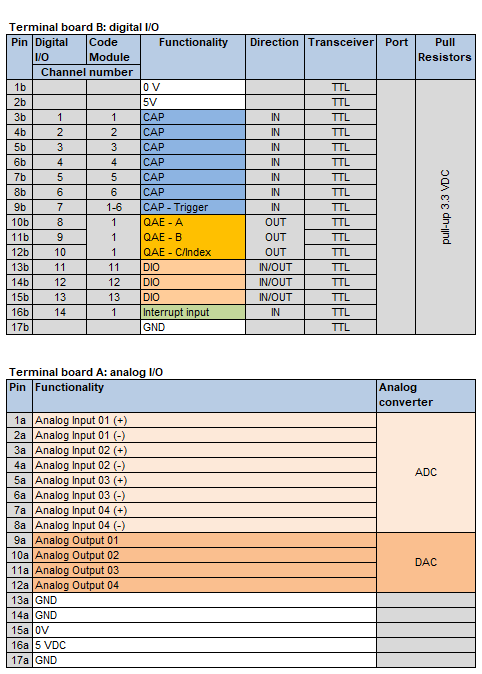 Terminal board B: digital I/O
Pin Digital I/O Code Module Functionality Direction Transceiver Port Pull Resistors
Channel number
1b 0 V TTL
2b 5V TTL
3b 1 1 CAP IN TTL
4b 2 2 CAP IN TTL
5b 3 3 CAP IN TTL
6b 4 4 CAP IN TTL
7b 5 5 CAP IN TTL
8b 6 6 CAP IN TTL
9b 7 1-6 CAP - Trigger IN TTL
10b 8 1 QAE - A OUT TTL
11b 9 1 QAE - B OUT TTL
12b 10 1 QAE - C/Index OUT TTL
13b 11 11 DIO IN/OUT TTL
14b 12 12 DIO IN/OUT TTL
15b 13 13 DIO IN/OUT TTL
16b 14 1 Interrupt input IN TTL
17b GND TTL
pull-up 3.3 VDC
Terminal board A: analog I/O
Pin Functionality Analog converter
1a Analog Input 01 (+)
2a Analog Input 01 (-)
3a Analog Input 02 (+)
4a Analog Input 02 (-)
5a Analog Input 03 (+)
6a Analog Input 03 (-)
7a Analog Input 04 (+)
8a Analog Input 04 (-)
ADC
9a Analog Output 01
10a Analog Output 02
11a Analog Output 03
12a Analog Output 04
DAC
13a GND
14a GND
15a 0V
16a 5 VDC
17a GND